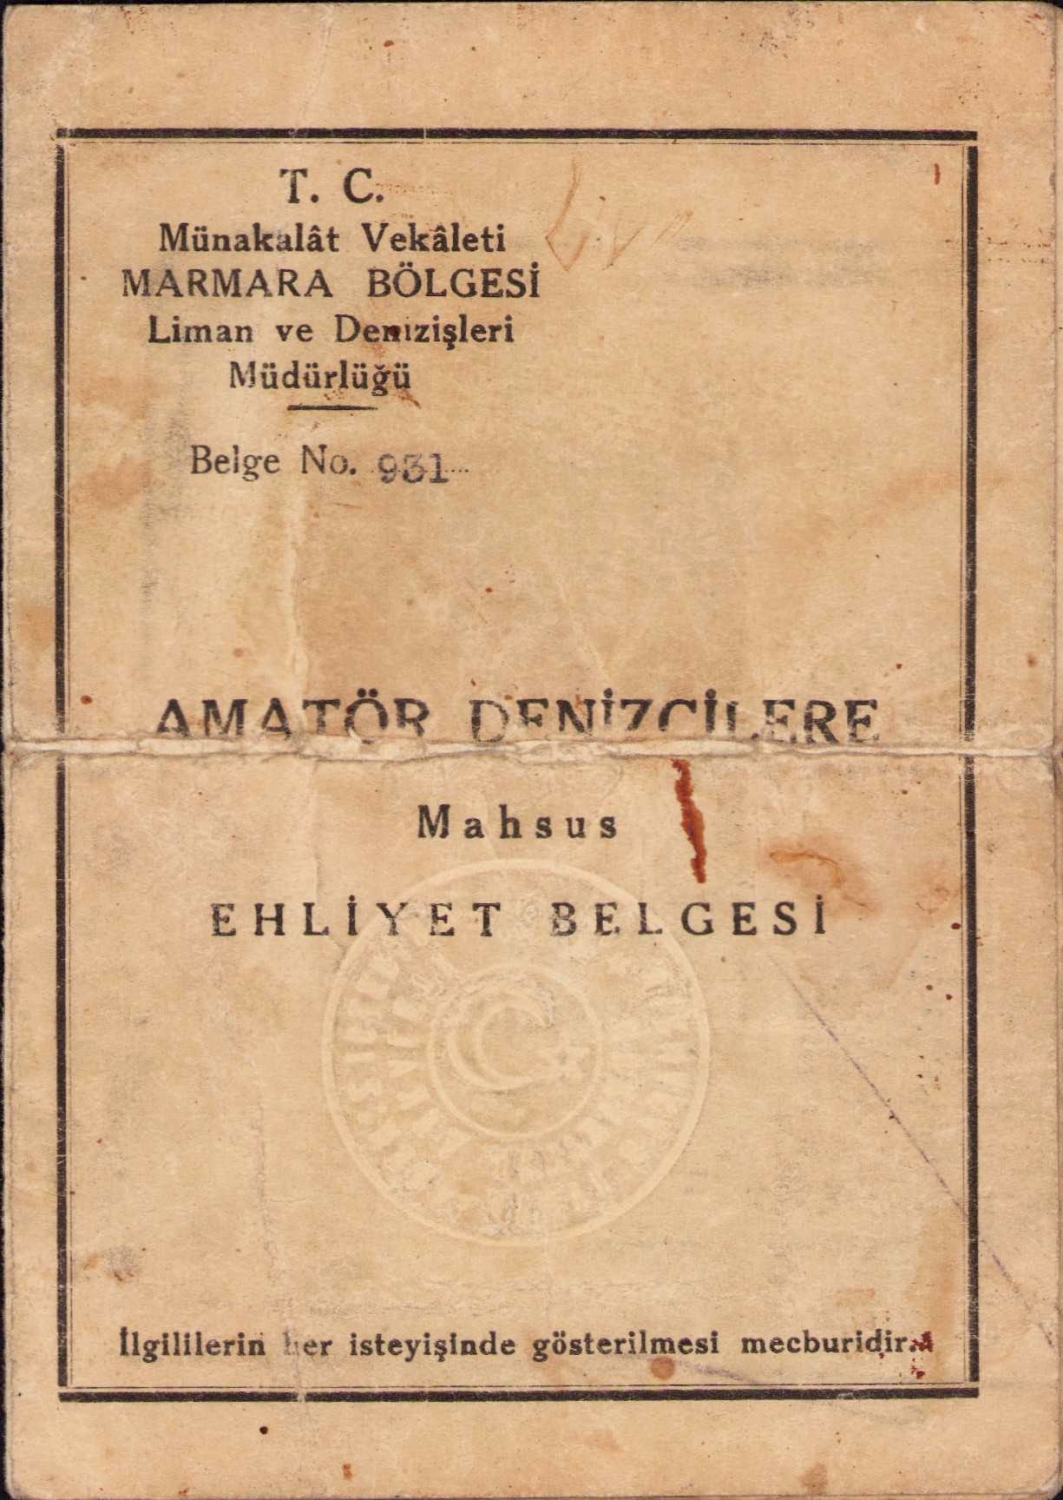 T. C.
Münakalât Vekâleti
MARMARA BÖLGESİ
Liman ve Denizişleri
Müdürlüğü
Belge No. 931
AMATÖR DENİZCİLERE
Mahsus
EHLİYET BELGESİ
İlgililerin her isteyişinde gösterilmesi mecburidir.